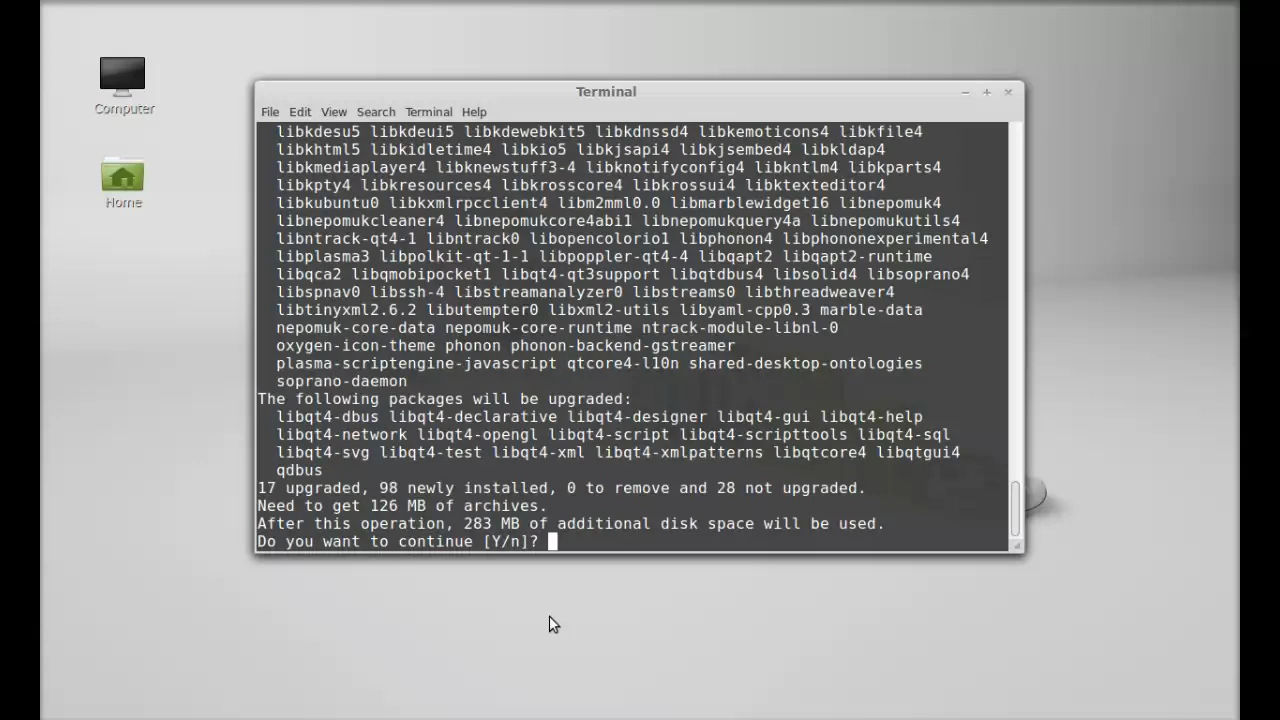 Computer
Home
Terminal
File Edit View Search Terminal Help
libkdesu5 libkdeui5 libkdewebkit5 libkdnssd4 libkemoticons4 libkfile4
libkhtml5 libkidletime4 libkio5 libkjsapi4 libkjsembed4 libkldap4
libkmediaplayer4 libknewstuff3-4 libknotifyconfig4 libkntlm4 libkparts4
libkpty4 libkresources4 libkrosscore4 libkrossui4 libktexteditor4
libkubuntu0 libkxmlrpcclient4 libm2mml0.0 libmarblewidget16 libnepomuk4
libnepomukcleaner4 libnepomukcore4abi1 libnepomukquery4a libnepomukutils4
libntrack-qt4-1 libntrack0 libopencolorio1 libphonon4 libphononexperimental4
libplasma3 libpolkit-qt-1-1 libpoppler-qt4-4 libqapt2 libqapt2-runtime
libqca2 libqmobipocket1 libqt4-qt3support libqtdbus4 libsolid4 libsoprano4
libspnav0 libssh-4 libstreamanalyzer0 libstreams0 libthreadweaver4
libtinyxml2.6.2 libutempter0 libxml2-utils libyaml-cpp0.3 marble-data
nepomuk-core-data nepomuk-core-runtime ntrack-module-libnl-0
oxygen-icon-theme phonon phonon-backend-gstreamer
plasma-scriptengine-javascript qtcore4-l10n shared-desktop-ontologies
soprano-daemon
The following packages will be upgraded:
libqt4-dbus libqt4-declarative libqt4-designer libqt4-gui libqt4-help
libqt4-network libqt4-opengl libqt4-script libqt4-scripttools libqt4-sql
libqt4-svg libqt4-test libqt4-xml libqt4-xmlpatterns libqtcore4 libqtgui4
qdbus
17 upgraded, 98 newly installed, 0 to remove and 28 not upgraded.
Need to get 126 MB of archives.
After this operation, 283 MB of additional disk space will be used.
Do you want to continue [Y/n]?